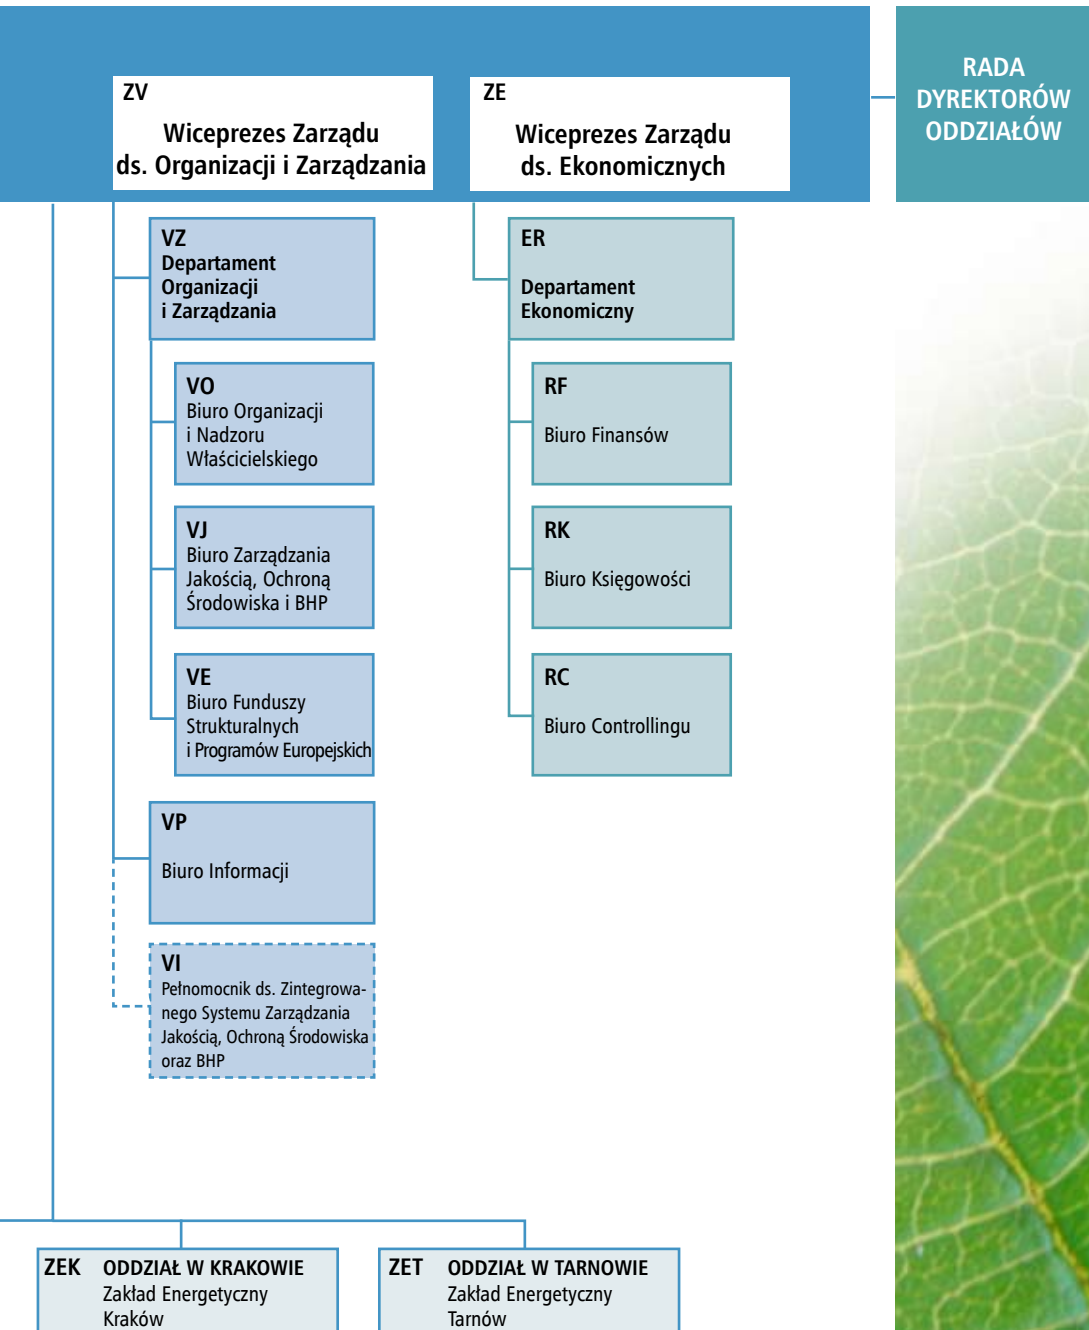 ZV
Wiceprezes Zarządu
ds. Organizacji i Zarządzania
ZE
Wiceprezes Zarządu
ds. Ekonomicznych
RADA
DYREKTORÓW
ODDZIAŁÓW
VZ
Departament
Organizacji
i Zarządzania
VO
Biuro Organizacji
i Nadzoru
Właścicielskiego
VJ
Biuro Zarządzania
Jakością, Ochroną
Środowiska i BHP
VE
Biuro Funduszy
Strukturalnych
i Programów Europejskich
VP
Biuro Informacji
VI
Pełnomocnik ds. Zintegrowa-
nego Systemu Zarządzania
Jakością, Ochroną Środowiska
oraz BHP
ER
Departament
Ekonomiczny
RF
Biuro Finansów
RK
Biuro Księgowości
RC
Biuro Controllingu
ZEK ODDZIAŁ W KRAKOWIE
Zakład Energetyczny
Kraków
ZET ODDZIAŁ W TARNOWIE
Zakład Energetyczny
Tarnów